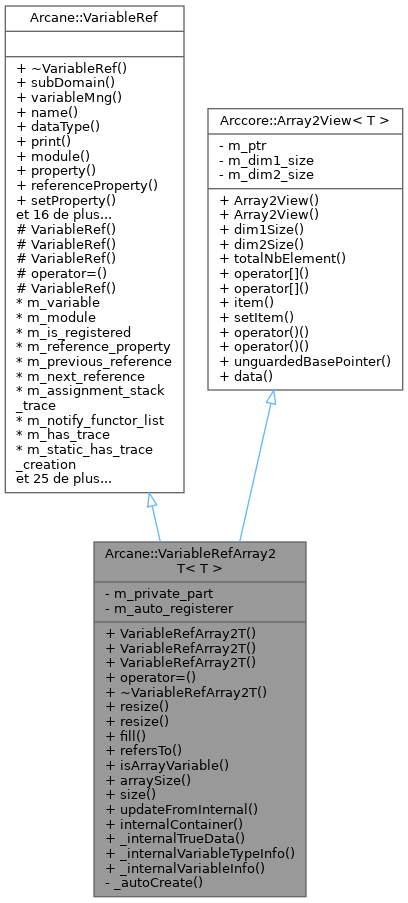 Arcane::VariableRef
+ ~VariableRef()
+ subDomain()
+ variableMng()
+ name()
+ dataType()
+ print()
+ module()
+ property()
+ referenceProperty()
+ setProperty()
et 16 de plus...
# VariableRef()
# VariableRef()
# VariableRef()
# operator=()
# VariableRef()
* m_variable
* m_module
* m_is_registered
* m_reference_property
* m_previous_reference
* m_next_reference
* m_assignment_stack
_trace
* m_notify_functor_list
* m_has_trace
* m_static_has_trace
_creation
et 25 de plus...
Arccore::Array2View< T >
- m_ptr
- m_dim1_size
- m_dim2_size
+ Array2View()
+ Array2View()
+ dim1Size()
+ dim2Size()
+ totalNbElement()
+ operator[]()
+ operator[]()
+ item()
+ setItem()
+ operator()()
+ operator()()
+ unguardedBasePointer()
+ data()
Arcane::VariableRefArray2
T< T >
- m_private_part
- m_auto_registerer
+ VariableRefArray2T()
+ VariableRefArray2T()
+ VariableRefArray2T()
+ operator=()
+ ~VariableRefArray2T()
+ resize()
+ resize()
+ fill()
+ refersTo()
+ isArrayVariable()
+ arraySize()
+ size()
+ updateFromInternal()
+ internalContainer()
+ _internalTrueData()
+ _internalVariableTypeInfo()
+ _internalVariableInfo()
- _autoCreate()